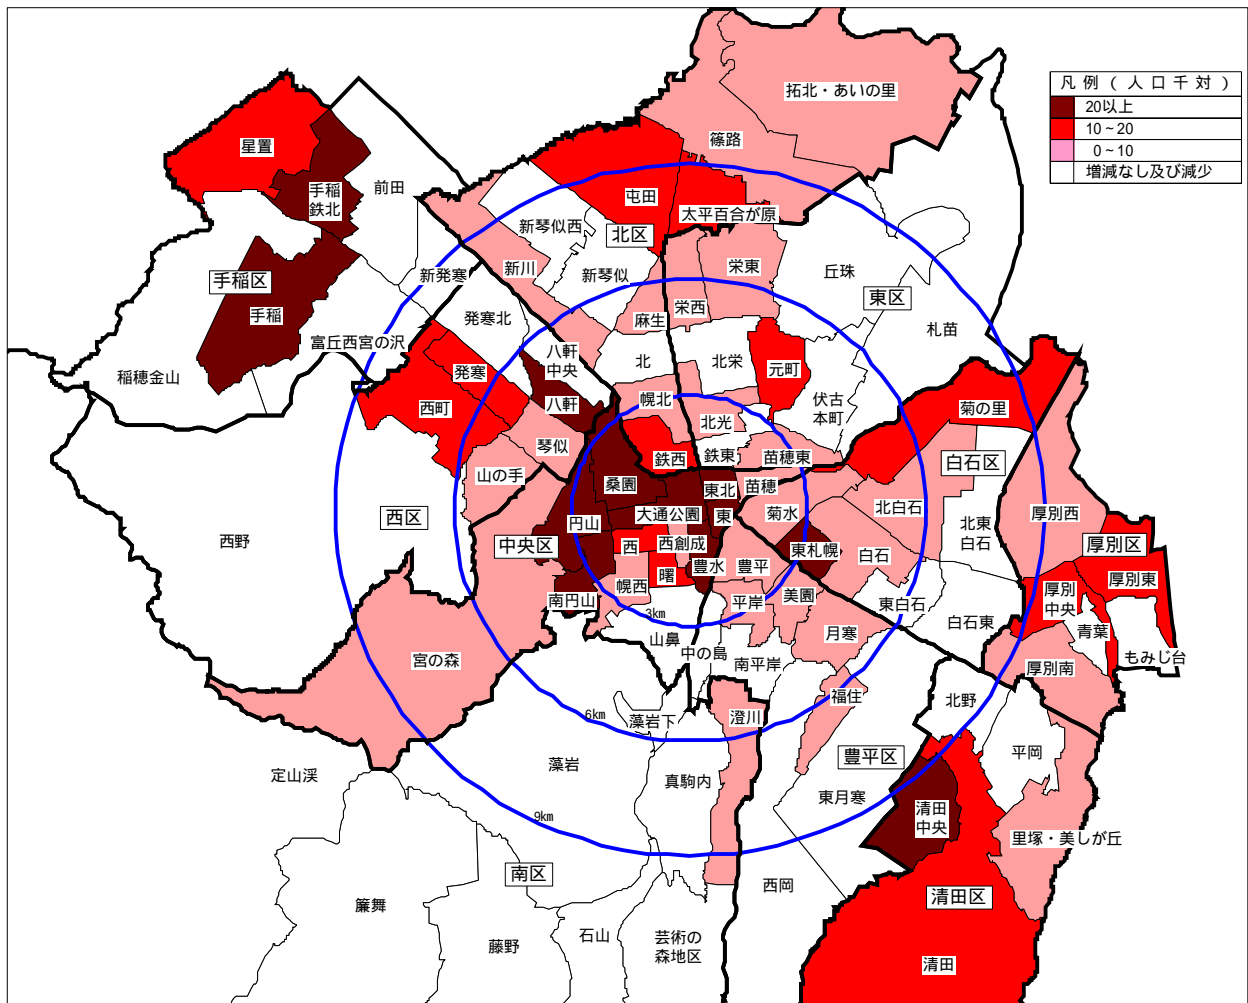 凡例(人口千対)
20以上
10~20
0~10
増減なし及び減少
拓北・あいの里
篠路
星置
手稲
鉄北
前田
屯田
太平百合が原
新琴似西
北区
新琴似
新川
新発寒
栄東
丘珠
東区
手稲区
手稲
栄西
麻生
発寒北
札苗
富丘西宮の沢
稲穂金山
八軒
中央
北
北栄
元町
発寒
八軒
西町
幌北
伏古
本町
菊の里
北光
琴似
鉄西
鉄東
苗穂東
白石区
山の手
桑園
東北
苗穂
西区
円山
大通公園
東
菊水
北白石
厚別西
西野
中央区
西
西創成
東札幌
白石
北東
白石
厚別区
豊水
豊平
曙
幌西
厚別東
南円山
平岸
美園
東白石
厚別
中央
3km
山鼻
月寒
白石東
青葉
宮の森
中の島
南平岸
もみじ台
厚別南
福住
北野
6km
藻岩下
澄川
豊平区
平岡
定山渓
藻岩
真駒内
東月寒
9km
清田
中央
里塚・美しが丘
南区
西岡
清田区
簾舞
藤野
石山
芸術の
森地区
清田